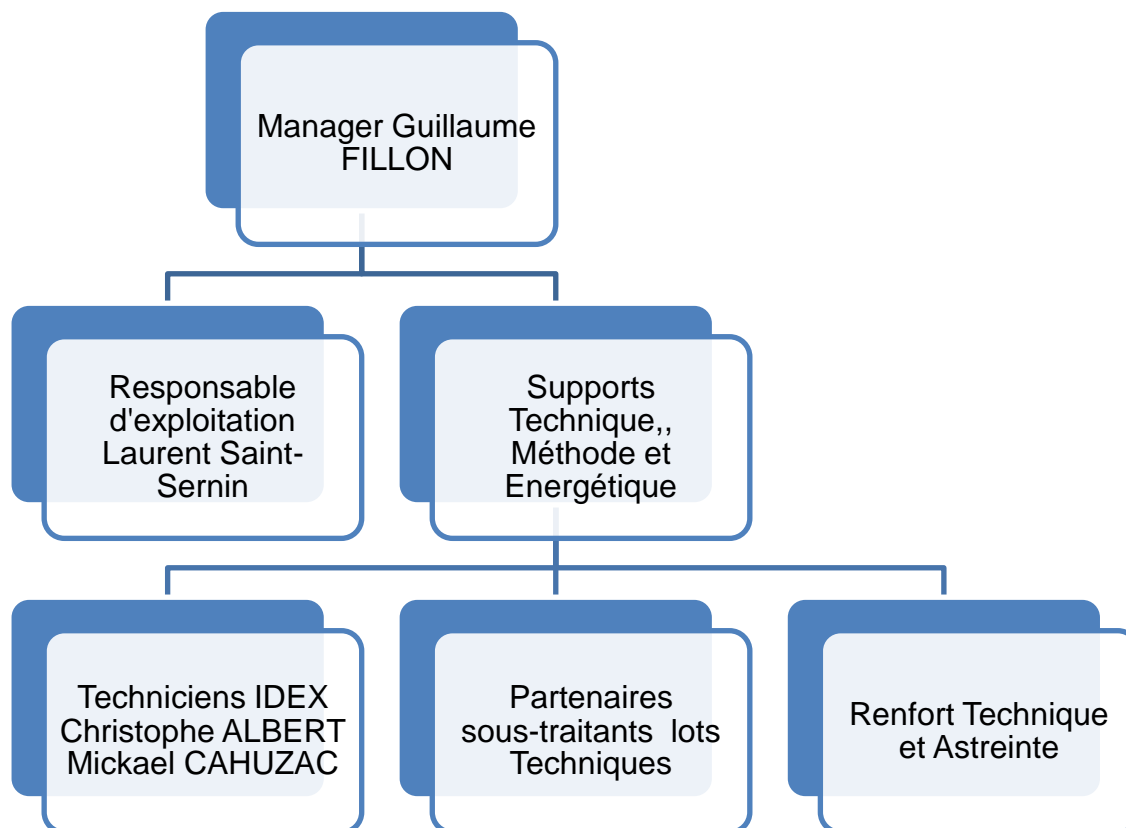 Manager Guillaume
FILLON
Responsable
d'exploitation
Laurent Saint-
Sernin
Supports
Technique,,
Méthode et
Energétique
Techniciens IDEX
Christophe ALBERT
Mickael CAHUZAC
Partenaires
sous-traitants  lots
Techniques
Renfort Technique
et Astreinte